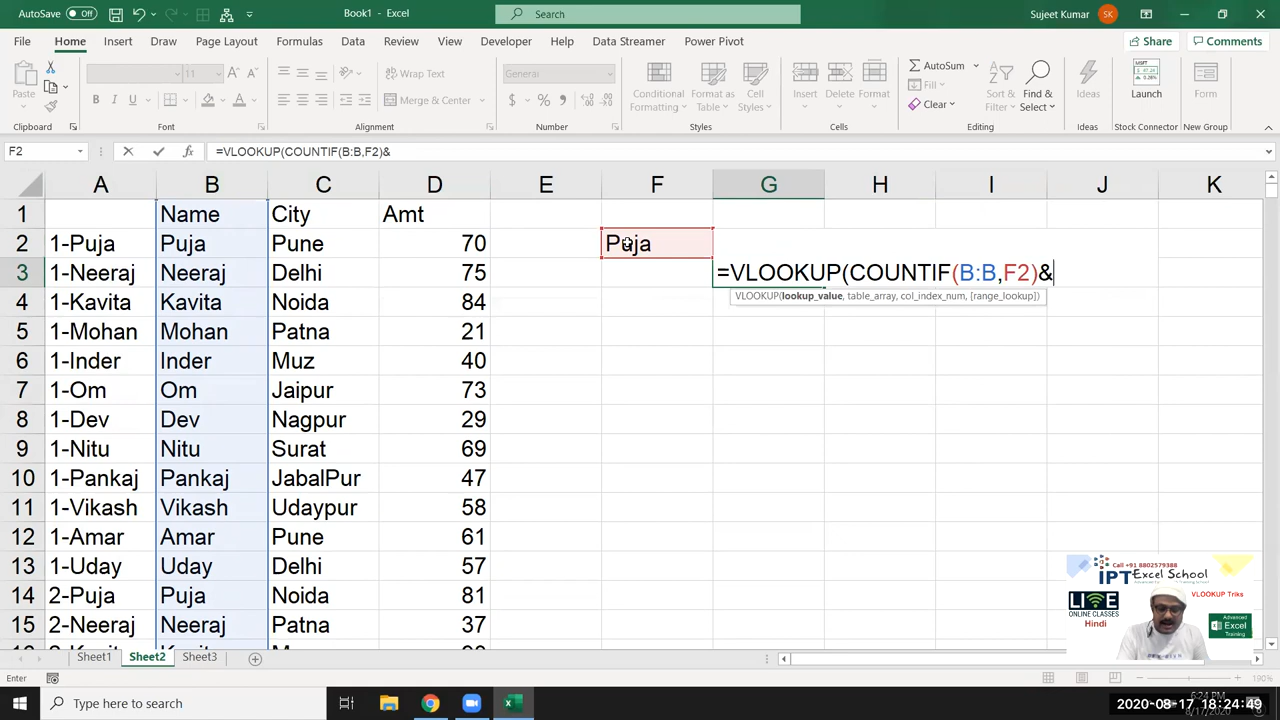 AutoSave Off Book1 - Excel Search Sujeet Kumar SK
File Home Insert Draw Page Layout Formulas Data Review View Developer Help Data Streamer Power Pivot Share Comments
Paste 11 Wrap Text General Conditional Format as Cell Insert Delete Format AutoSum Sort & Find & Ideas Launch Form
B I U Merge & Center $ % Formatting Table Styles Fill Filter Select
Clear
Clipboard Font Alignment Number Styles Cells Editing Ideas Stock Connector New Group
F2 fx =VLOOKUP(COUNTIF(B:B,F2)&
A B C D E F G H I J K
1 Name City Amt
2 1-Puja Puja Pune 70 Puja
3 1-Neeraj Neeraj Delhi 75 =VLOOKUP(COUNTIF(B:B,F2)&
4 1-Kavita Kavita Noida 84 VLOOKUP(lookup_value, table_array, col_index_num, [range_lookup])
5 1-Mohan Mohan Patna 21
6 1-Inder Inder Muz 40
7 1-Om Om Jaipur 73
8 1-Dev Dev Nagpur 29
9 1-Nitu Nitu Surat 69
10 1-Pankaj Pankaj JabalPur 47
11 1-Vikash Vikash Udaypur 58
12 1-Amar Amar Pune 61
13 1-Uday Uday Delhi 57
14 2-Puja Puja Noida 81
15 2-Neeraj Neeraj Patna 37
Call +91 8802579388
IPT Excel School
LIVE VLOOKUP Triks
ONLINE CLASSES
Hindi
Advanced
Excel
Training
Sheet1 Sheet2 Sheet3
Enter 190%
Type here to search
2020-08-17 18:24:49